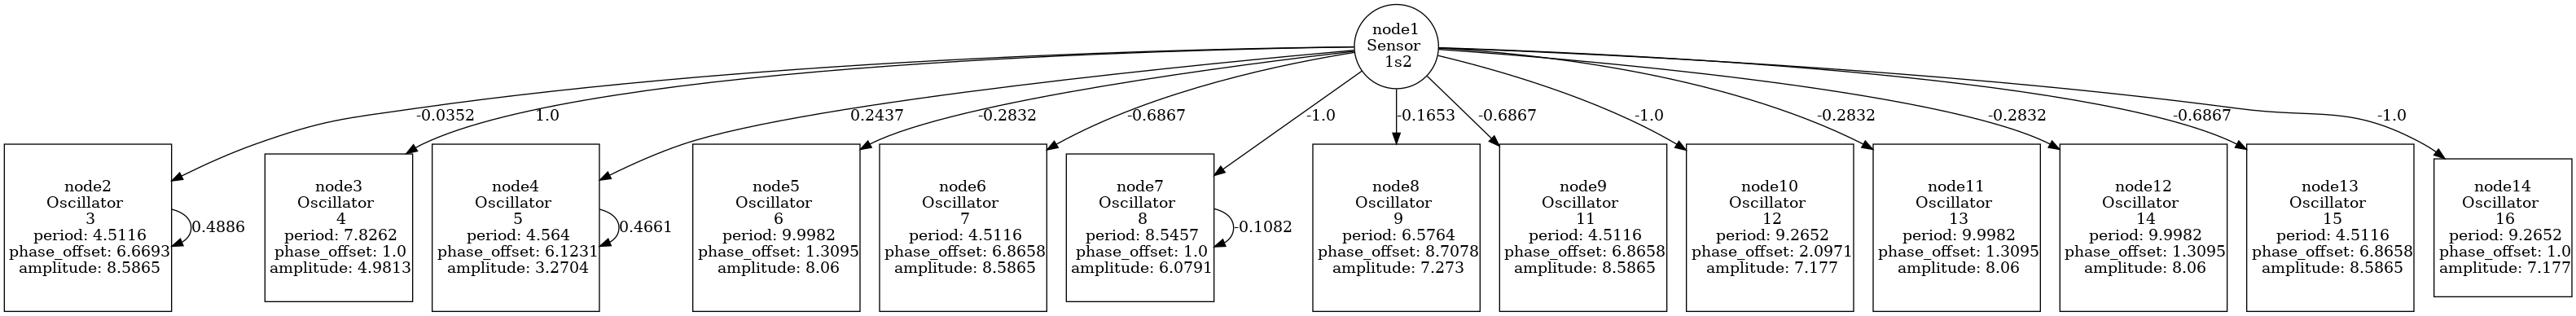 node1
Sensor
1s2
-0.0352
1.0
0.2437
-0.2832
-0.6867
-1.0
-0.1653
-0.6867
-1.0
-0.2832
-0.2832
-0.6867
-1.0
node2
Oscillator
3
period: 4.5116
phase_offset: 6.6693
amplitude: 8.5865
0.4886
node3
Oscillator
4
period: 7.8262
phase_offset: 1.0
amplitude: 4.9813
node4
Oscillator
5
period: 4.564
phase_offset: 6.1231
amplitude: 3.2704
0.4661
node5
Oscillator
6
period: 9.9982
phase_offset: 1.3095
amplitude: 8.06
node6
Oscillator
7
period: 4.5116
phase_offset: 6.8658
amplitude: 8.5865
node7
Oscillator
8
period: 8.5457
phase_offset: 1.0
amplitude: 6.0791
-0.1082
node8
Oscillator
9
period: 6.5764
phase_offset: 8.7078
amplitude: 7.273
node9
Oscillator
11
period: 4.5116
phase_offset: 6.8658
amplitude: 8.5865
node10
Oscillator
12
period: 9.2652
phase_offset: 2.0971
amplitude: 7.177
node11
Oscillator
13
period: 9.9982
phase_offset: 1.3095
amplitude: 8.06
node12
Oscillator
14
period: 9.9982
phase_offset: 1.3095
amplitude: 8.06
node13
Oscillator
15
period: 4.5116
phase_offset: 6.8658
amplitude: 8.5865
node14
Oscillator
16
period: 9.2652
phase_offset: 1.0
amplitude: 7.177